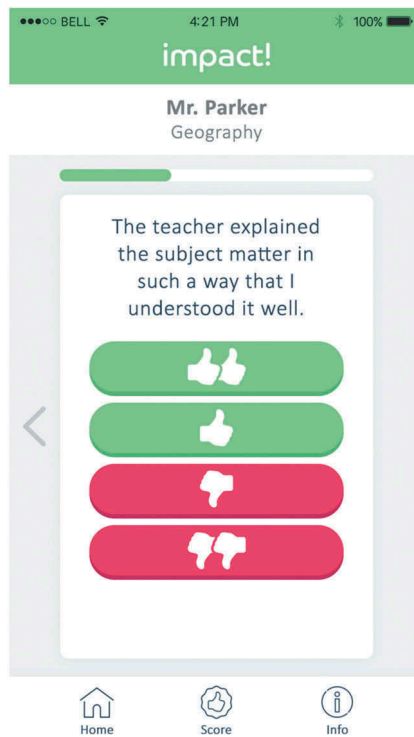 BELL 4:21 PM 100%
impact!
Mr. Parker
Geography
The teacher explained
the subject matter in
such a way that I
understood it well.
Home Score Info